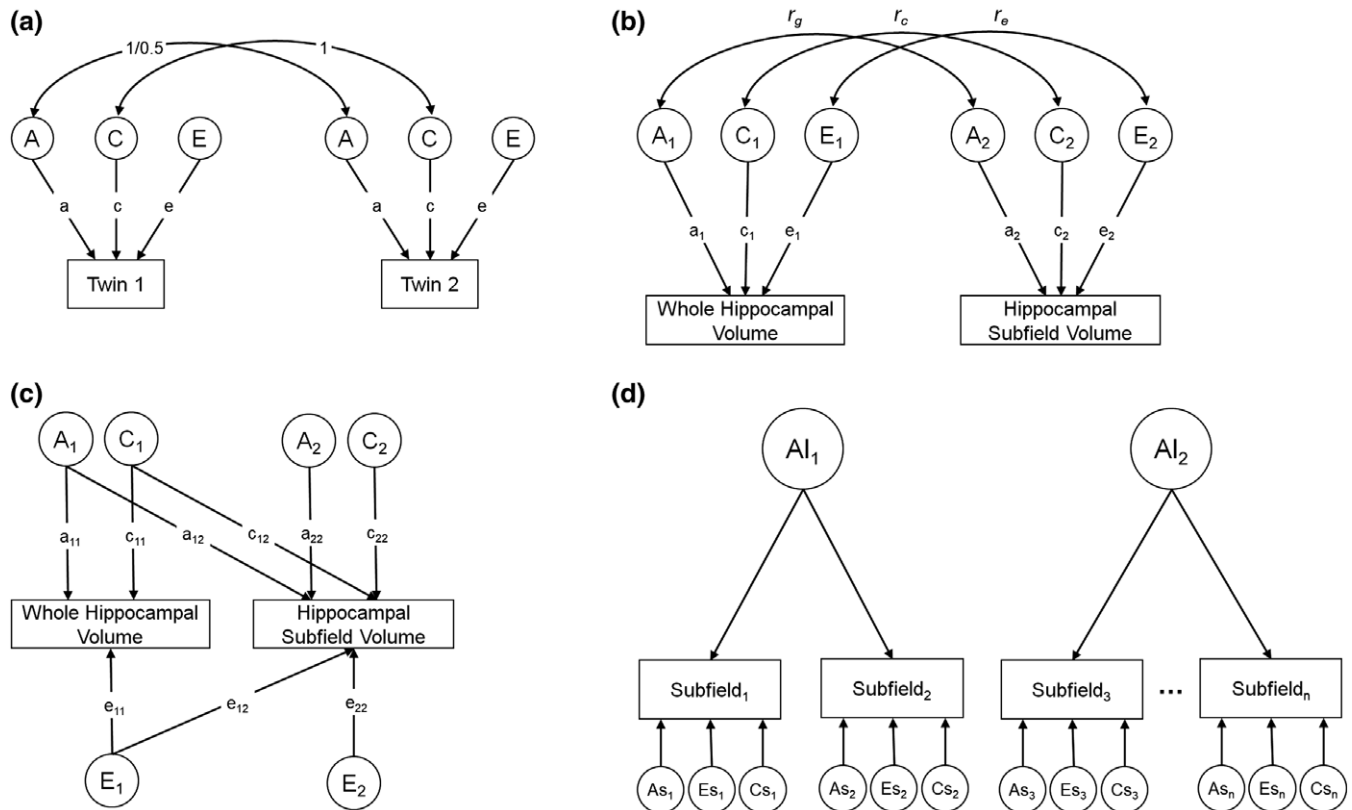 (a)
1/0.5
1
A
C
E
A
C
E
a
c
e
a
c
e
Twin 1
Twin 2
(b)
r_g
r_c
r_e
A₁
C₁
E₁
A₂
C₂
E₂
a₁
c₁
e₁
a₂
c₂
e₂
Whole Hippocampal
Volume
Hippocampal
Subfield Volume
(c)
A₁
C₁
A₂
C₂
a₁₁
c₁₁
a₁₂
c₁₂
a₂₂
c₂₂
Whole Hippocampal
Volume
Hippocampal
Subfield Volume
e₁₁
e₁₂
e₂₂
E₁
E₂
(d)
AI₁
AI₂
Subfield₁
Subfield₂
Subfield₃
...
Subfieldₙ
As₁
Es₁
Cs₁
As₂
Es₂
Cs₂
As₃
Es₃
Cs₃
Asₙ
Esₙ
Csₙ